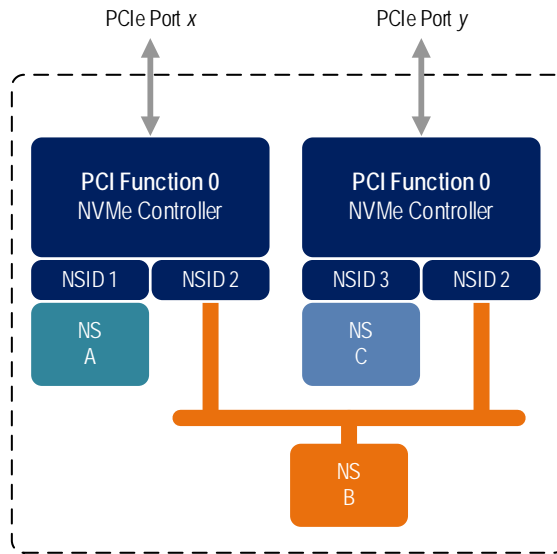 PCIe Port x
PCIe Port y
PCI Function 0
NVMe Controller
PCI Function 0
NVMe Controller
NSID 1
NSID 2
NSID 3
NSID 2
NS
A
NS
C
NS
B